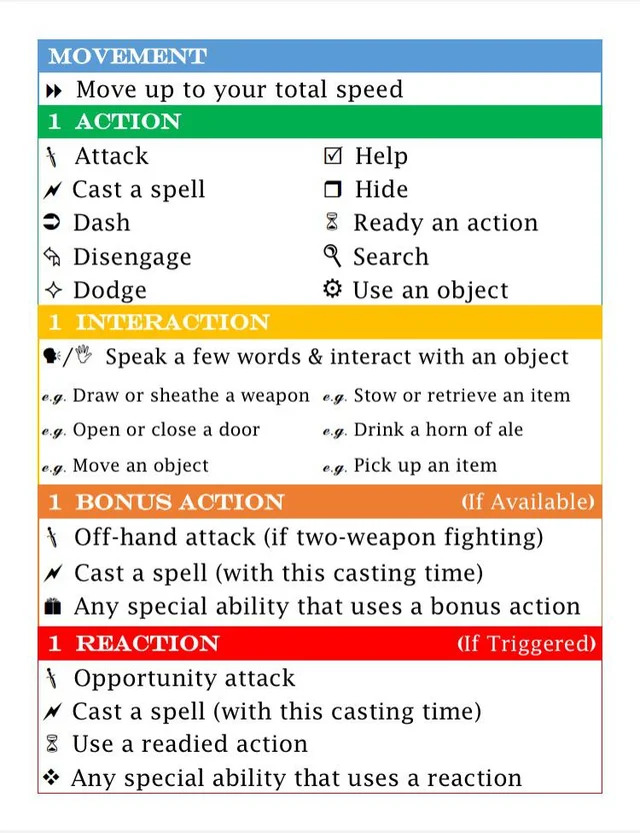 MOVEMENT
Move up to your total speed
1 ACTION
Attack
Help
Cast a spell
Hide
Dash
Ready an action
Disengage
Search
Dodge
Use an object
1 INTERACTION
/ Speak a few words & interact with an object
e.g. Draw or sheathe a weapon e.g. Stow or retrieve an item
e.g. Open or close a door e.g. Drink a horn of ale
e.g. Move an object e.g. Pick up an item
1 BONUS ACTION (If Available)
Off-hand attack (if two-weapon fighting)
Cast a spell (with this casting time)
Any special ability that uses a bonus action
1 REACTION (If Triggered)
Opportunity attack
Cast a spell (with this casting time)
Use a readied action
Any special ability that uses a reaction